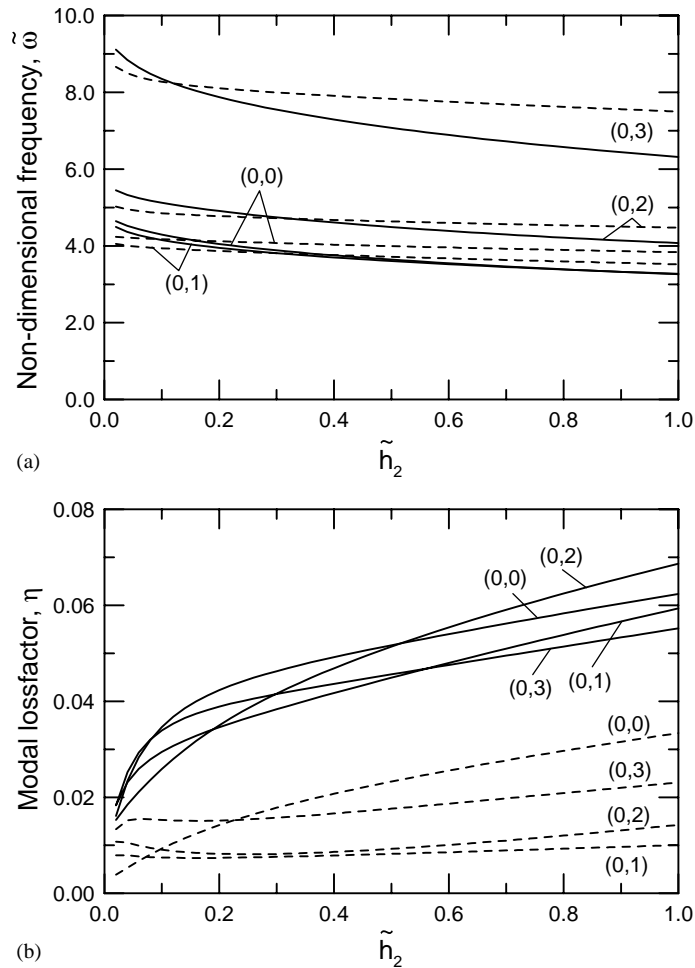 10.0
8.0
6.0
4.0
2.0
0.0
Non-dimensional frequency, ω̃
(0,3)
(0,0)
(0,2)
(0,1)
0.0 0.2 0.4 0.6 0.8 1.0
h̃₂
(a)
0.08
0.06
0.04
0.02
0.00
Modal lossfactor, η
(0,2)
(0,0)
(0,3)
(0,1)
(0,0)
(0,3)
(0,2)
(0,1)
0.0 0.2 0.4 0.6 0.8 1.0
h̃₂
(b)